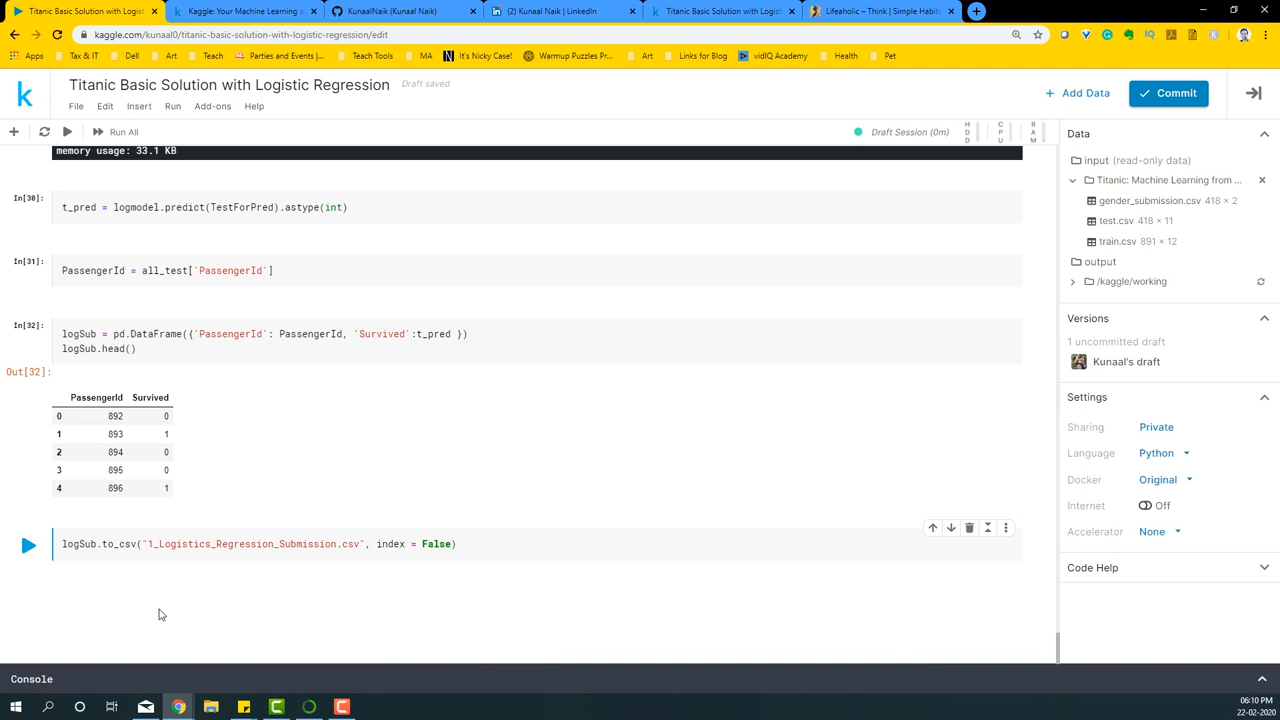 Titanic Basic Solution with Logisti
Kaggle: Your Machine Learning a
KunaalNaik (Kunaal Naik)
(2) Kunaal Naik | LinkedIn
Titanic Basic Solution with Logist
Lifeaholic – Think | Simple Habits
kaggle.com/kunaal0/titanic-basic-solution-with-logistic-regression/edit
Apps
Tax & IT
Dell
Art
Teach
Parties and Events |...
Teach Tools
MA
It's Nicky Case!
Warmup Puzzles Pr...
Art
Links for Blog
vidIQ Academy
Health
Pet
Titanic Basic Solution with Logistic Regression
Draft saved
File Edit Insert Run Add-ons Help
+ Add Data
Commit
Run All
Draft Session (0m)
HDD
CPU
RAM
memory usage: 33.1 KB
In[30]:
t_pred = logmodel.predict(TestForPred).astype(int)
In[31]:
PassengerId = all_test['PassengerId']
In[32]:
logSub = pd.DataFrame({'PassengerId': PassengerId, 'Survived':t_pred })
logSub.head()
Out[32]:
PassengerId Survived
0 892 0
1 893 1
2 894 0
3 895 0
4 896 1
logSub.to_csv("1_Logistics_Regression_Submission.csv", index = False)
Data
input (read-only data)
Titanic: Machine Learning from ...
gender_submission.csv 418 × 2
test.csv 418 × 11
train.csv 891 × 12
output
/kaggle/working
Versions
1 uncommitted draft
Kunaal's draft
Settings
Sharing Private
Language Python
Docker Original
Internet Off
Accelerator None
Code Help
Console
06:10 PM
22-02-2020